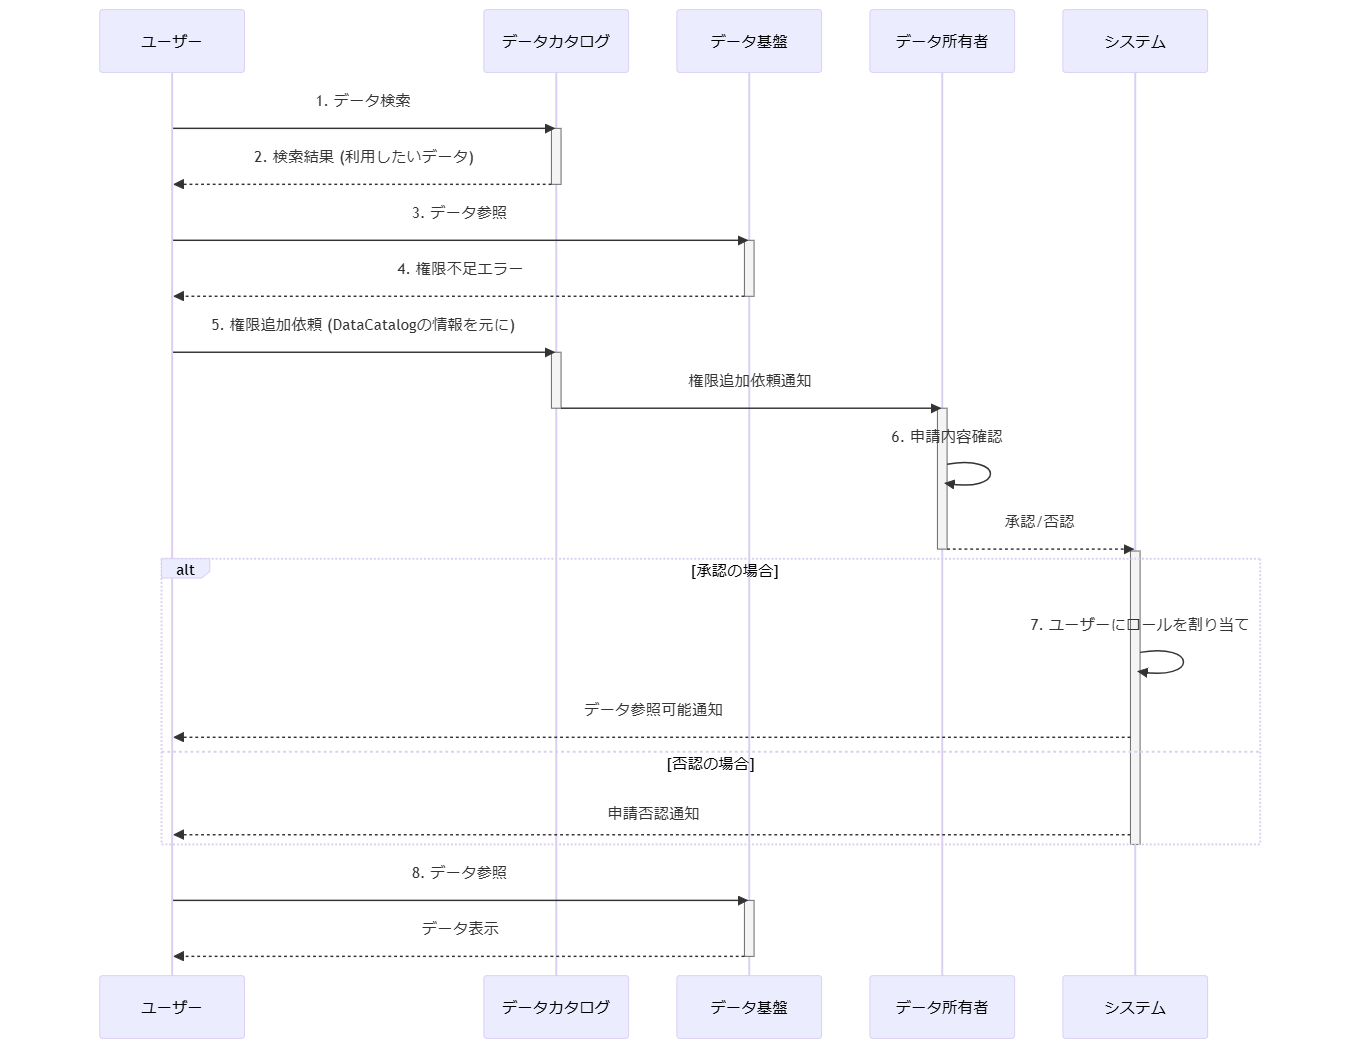 ユーザー
データカタログ
データ基盤
データ所有者
システム
1. データ検索
2. 検索結果 (利用したいデータ)
3. データ参照
4. 権限不足エラー
5. 権限追加依頼 (DataCatalogの情報を元に)
権限追加依頼通知
6. 申請内容確認
承認/否認
alt
[承認の場合]
7. ユーザーにロールを割り当て
データ参照可能通知
[否認の場合]
申請否認通知
8. データ参照
データ表示
ユーザー
データカタログ
データ基盤
データ所有者
システム